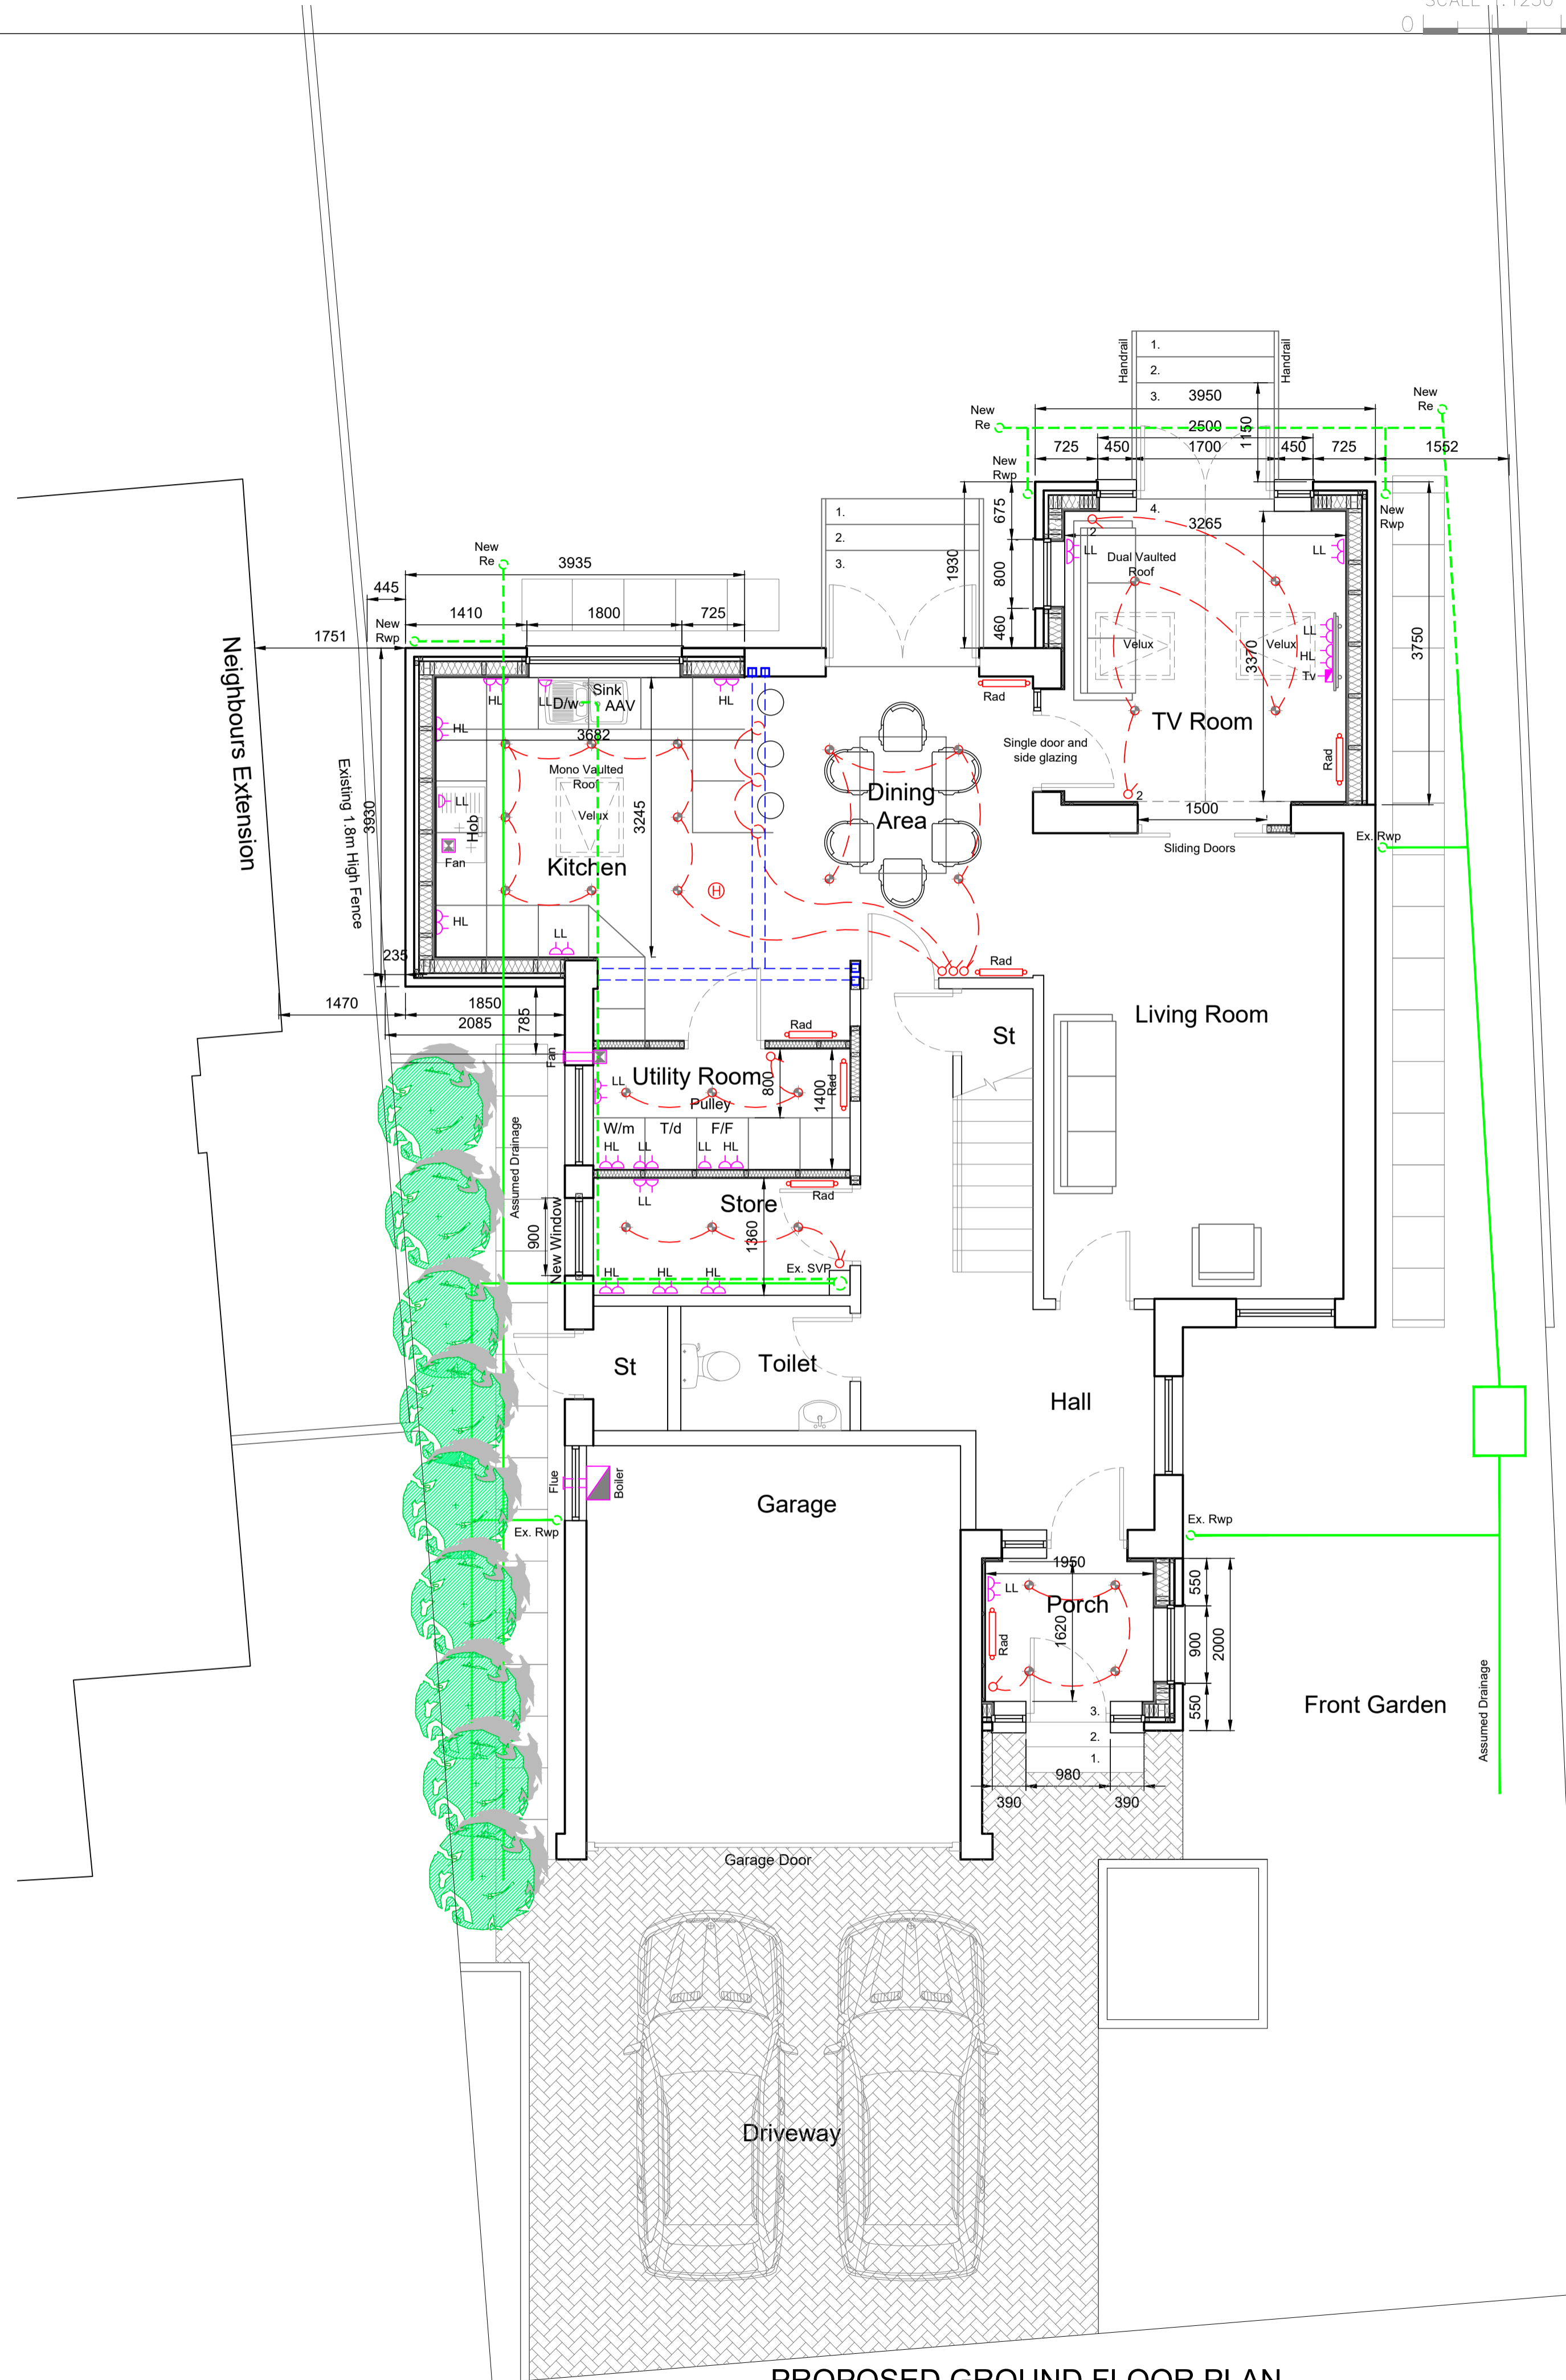 SCALE 1:1250
0
Handrail
1.
2.
3.
Handrail
3950
New
Re
New
Re
2500
1150
725
450
1700
450
725
1552
New
Rwp
4.
675
1930
800
460
3265
2
LL
LL
New
Rwp
Dual Vaulted
Roof
1.
2.
3.
New
Re
3935
445
1410
1800
725
New
Rwp
1751
Velux
Velux
3370
LL
HL
Tv
3750
TV Room
Rad
Rad
2
Single door and
side glazing
1500
Sliding Doors
Ex. Rwp
Neighbours Extension
Existing 1.8m High Fence
3930
HL
LL
D/w
Sink
AAV
HL
HL
3682
Mono Vaulted
Roof
Velux
3245
LL
Hob
Fan
Kitchen
H
HL
LL
Dining
Area
Rad
235
1470
1850
2085
785
Rad
Living Room
St
Fan
Utility Room
LL
Pulley
800
1400
Rad
W/m
T/d
F/F
HL
LL
LL
HL
Assumed Drainage
LL
Store
Rad
900
New Window
1360
HL
HL
HL
Ex. SVP
St
Toilet
Hall
Flue
Boiler
Garage
Ex. Rwp
Ex. Rwp
1950
LL
Porch
1620
Rad
550
900
2000
550
3.
2.
1.
980
390
390
Front Garden
Assumed Drainage
Garage Door
Driveway
PROPOSED GROUND FLOOR PLAN